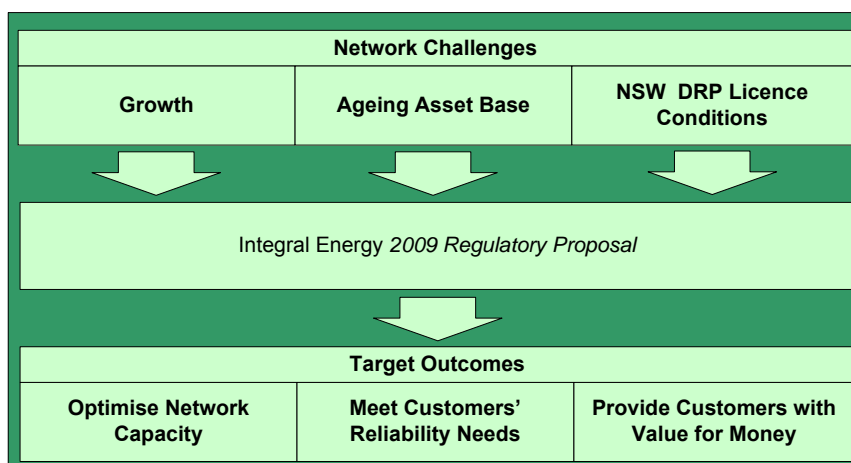 Network Challenges
Growth
Ageing Asset Base
NSW DRP Licence
Conditions
Integral Energy 2009 Regulatory Proposal
Target Outcomes
Optimise Network
Capacity
Meet Customers'
Reliability Needs
Provide Customers with
Value for Money